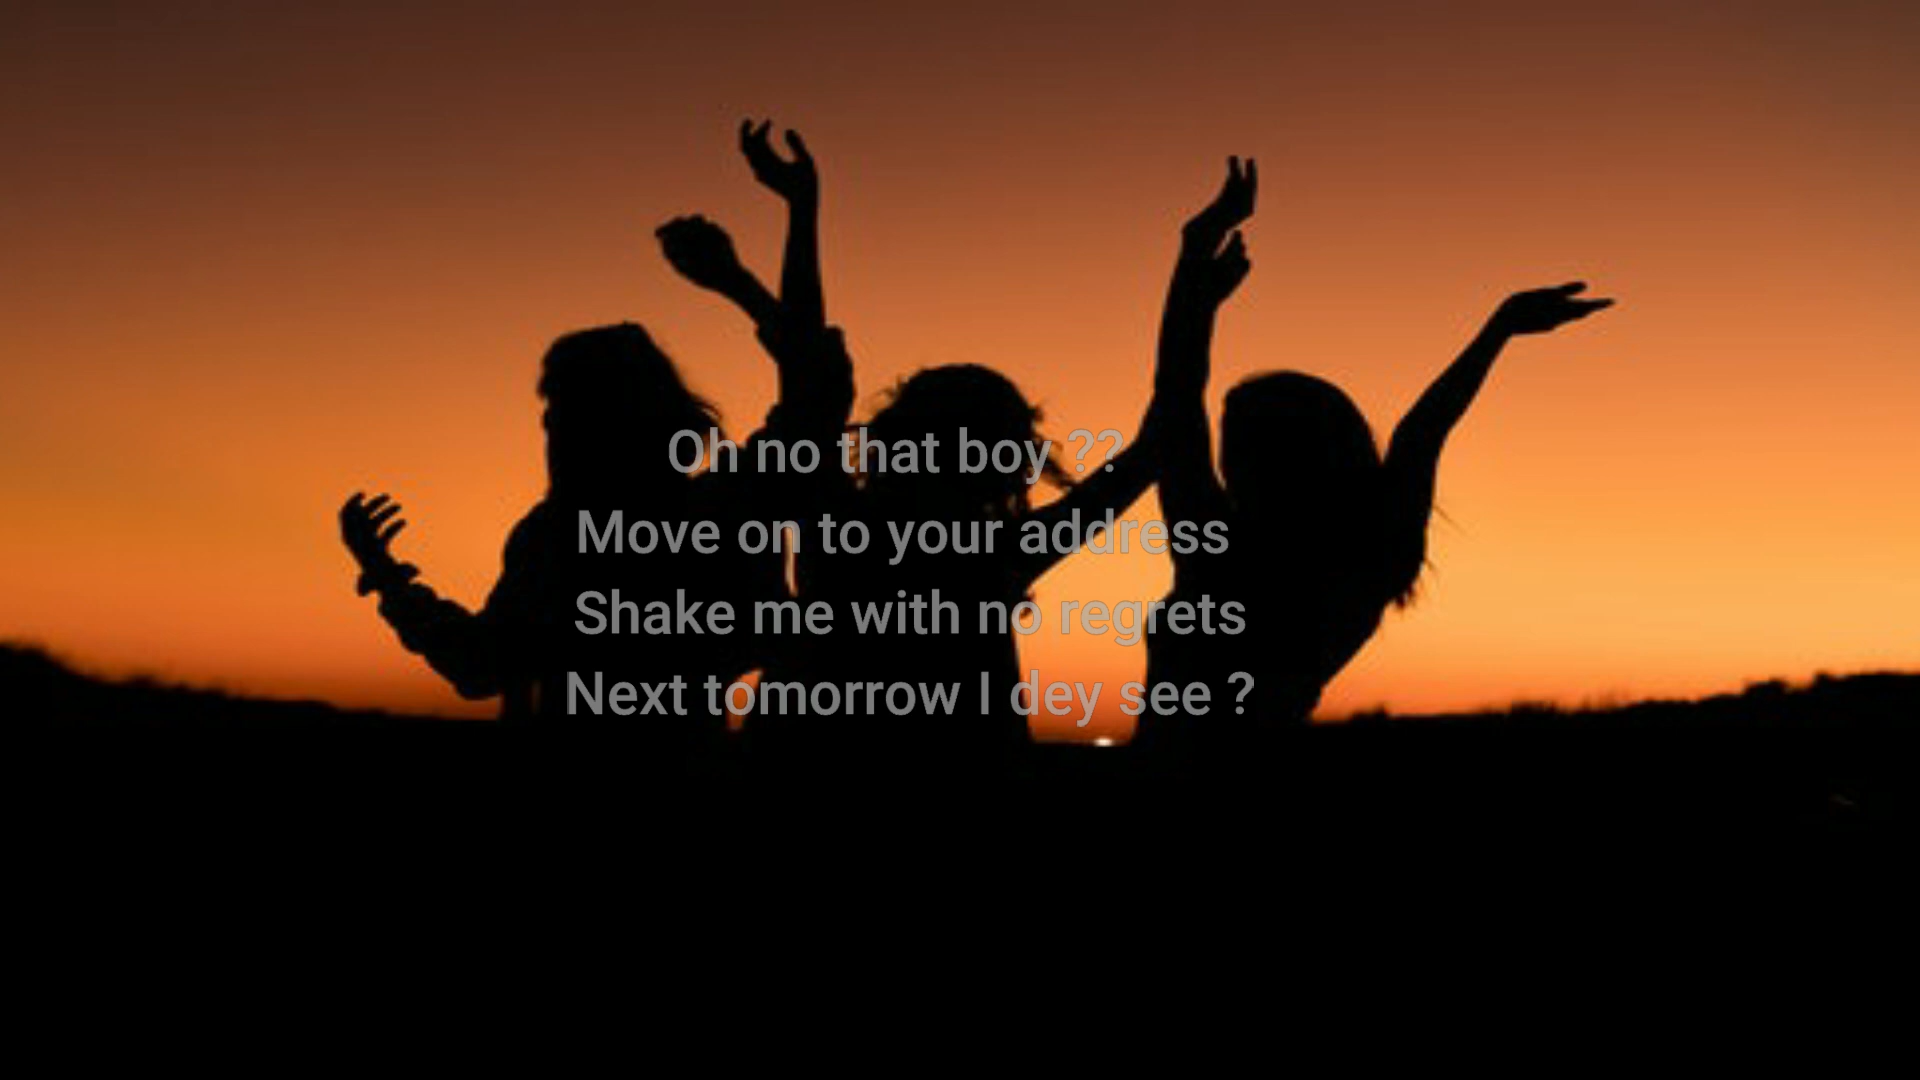 Oh no that boy ??
Move on to your address
Shake me with no regrets
Next tomorrow I dey see ?